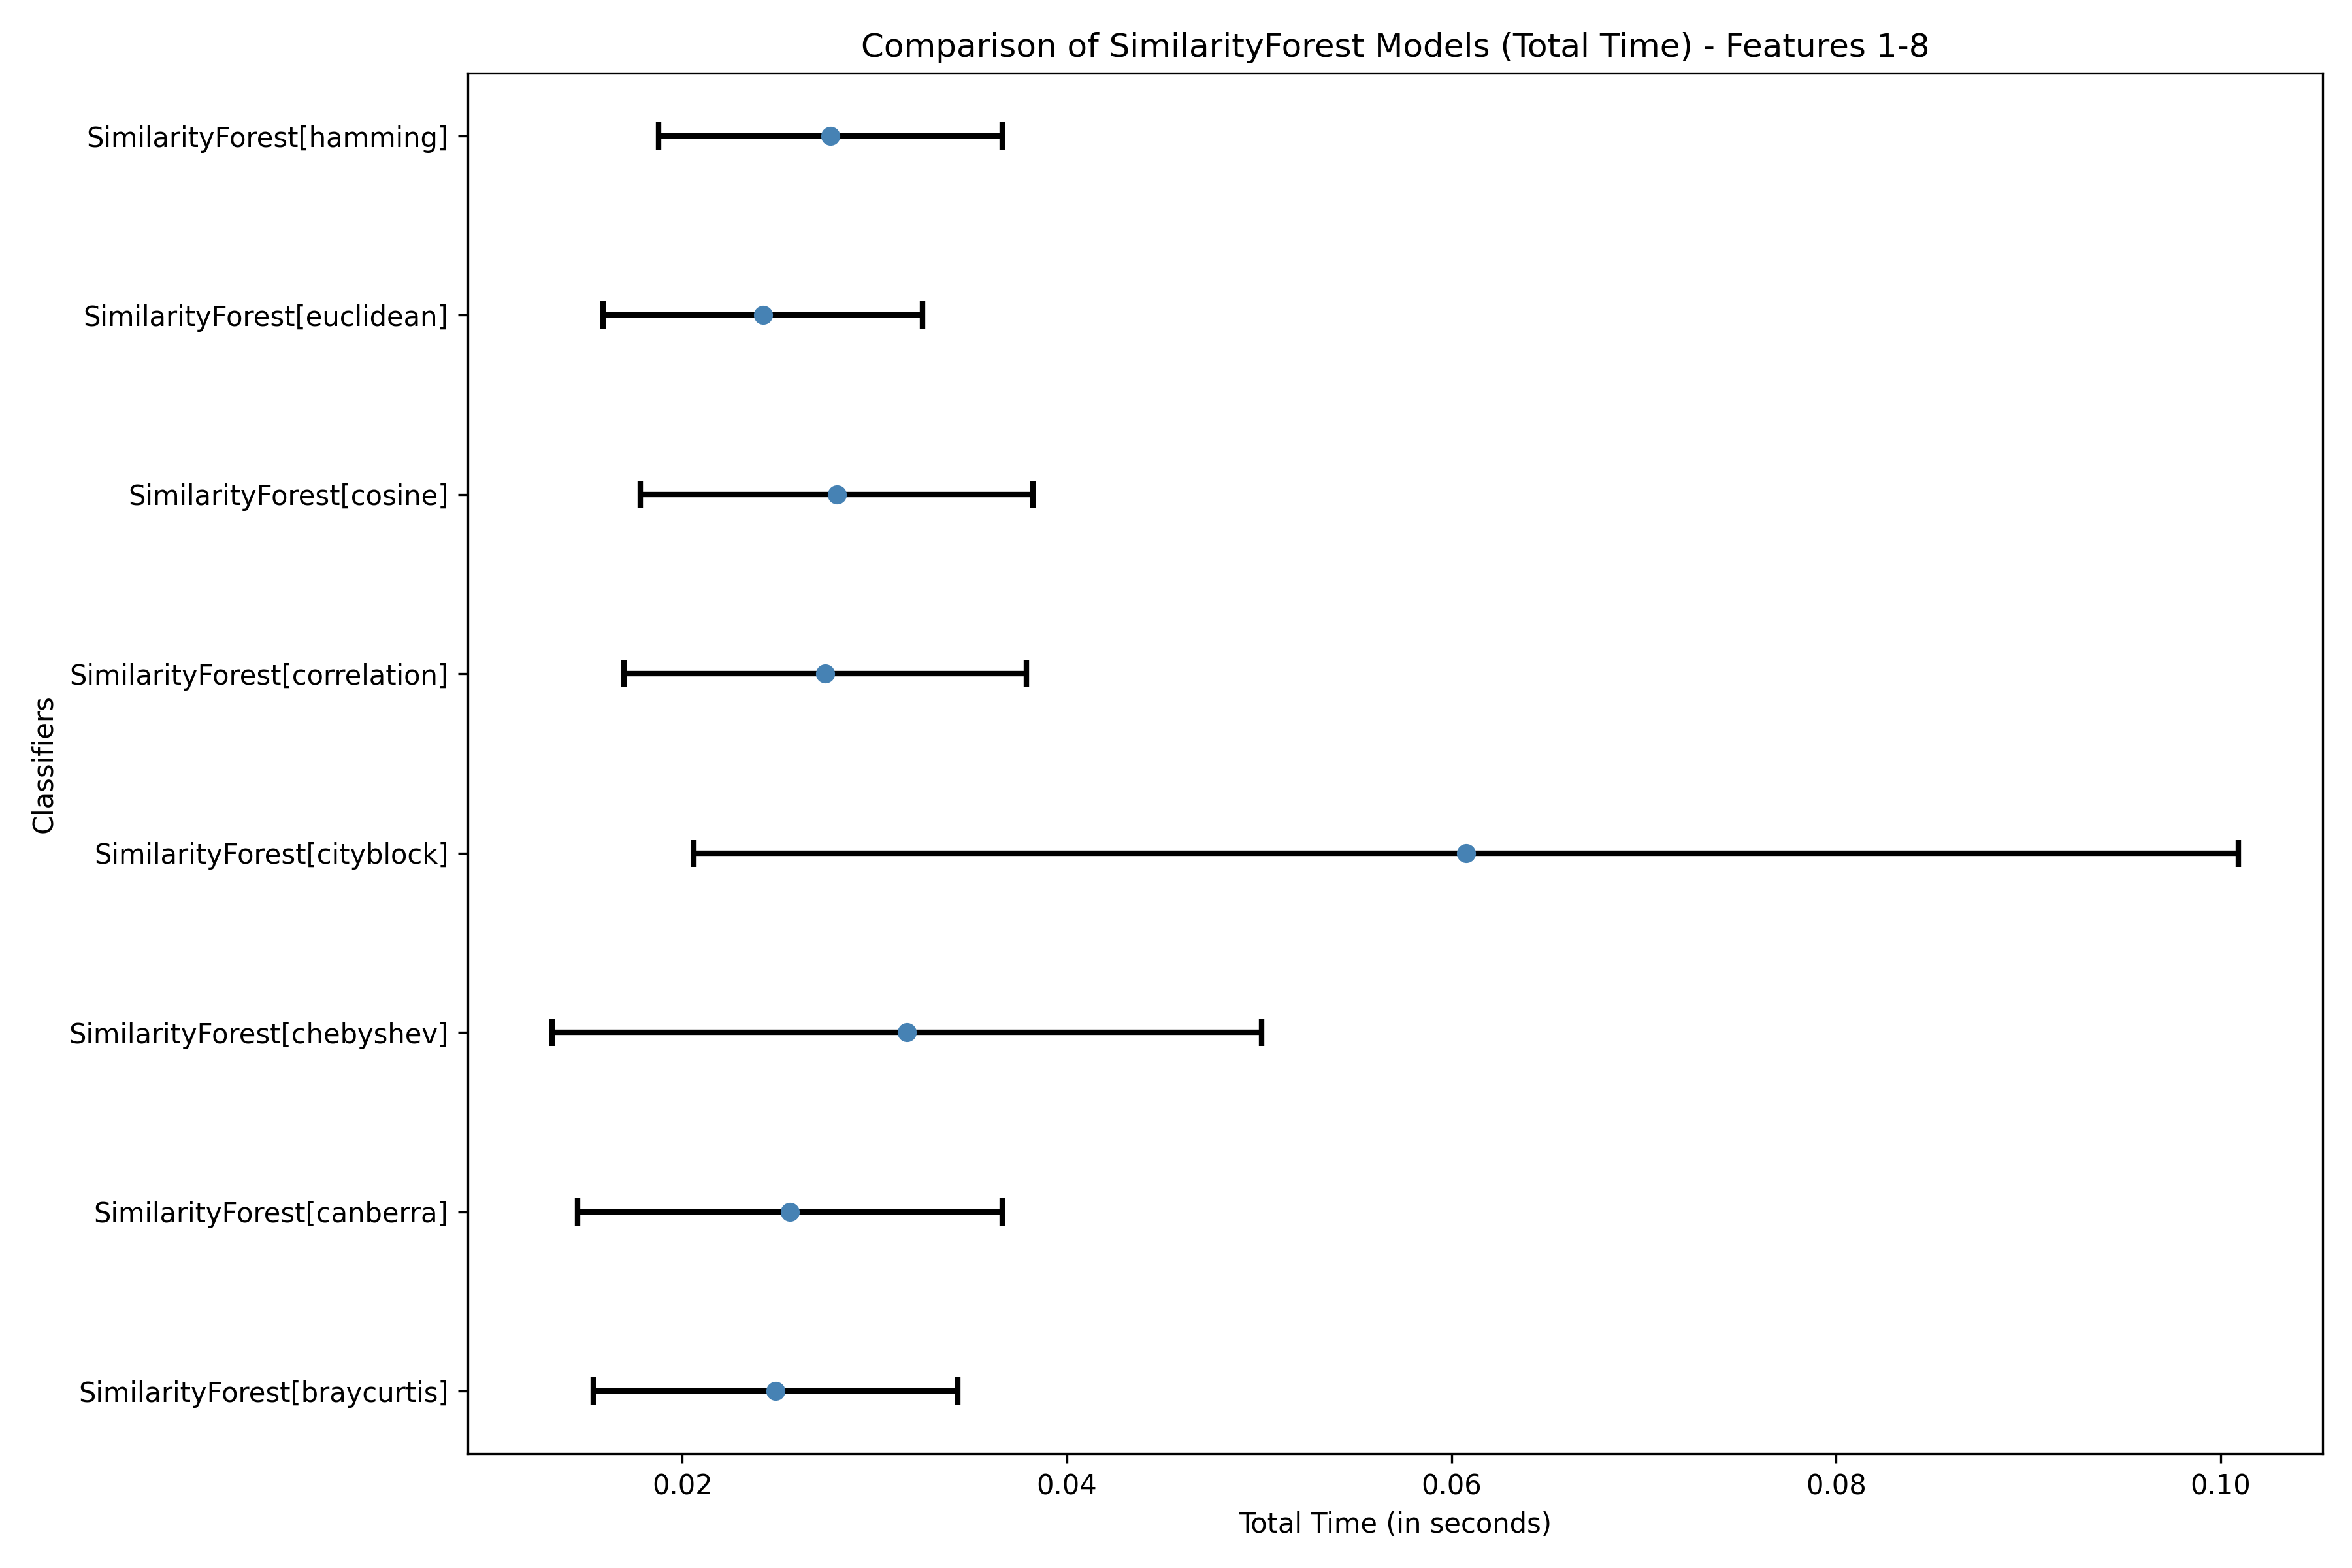 Comparison of SimilarityForest Models (Total Time) - Features 1-8
SimilarityForest[hamming]
SimilarityForest[euclidean]
SimilarityForest[cosine]
SimilarityForest[correlation]
SimilarityForest[cityblock]
SimilarityForest[chebyshev]
SimilarityForest[canberra]
SimilarityForest[braycurtis]
Classifiers
0.02 0.04 0.06 0.08 0.10
Total Time (in seconds)